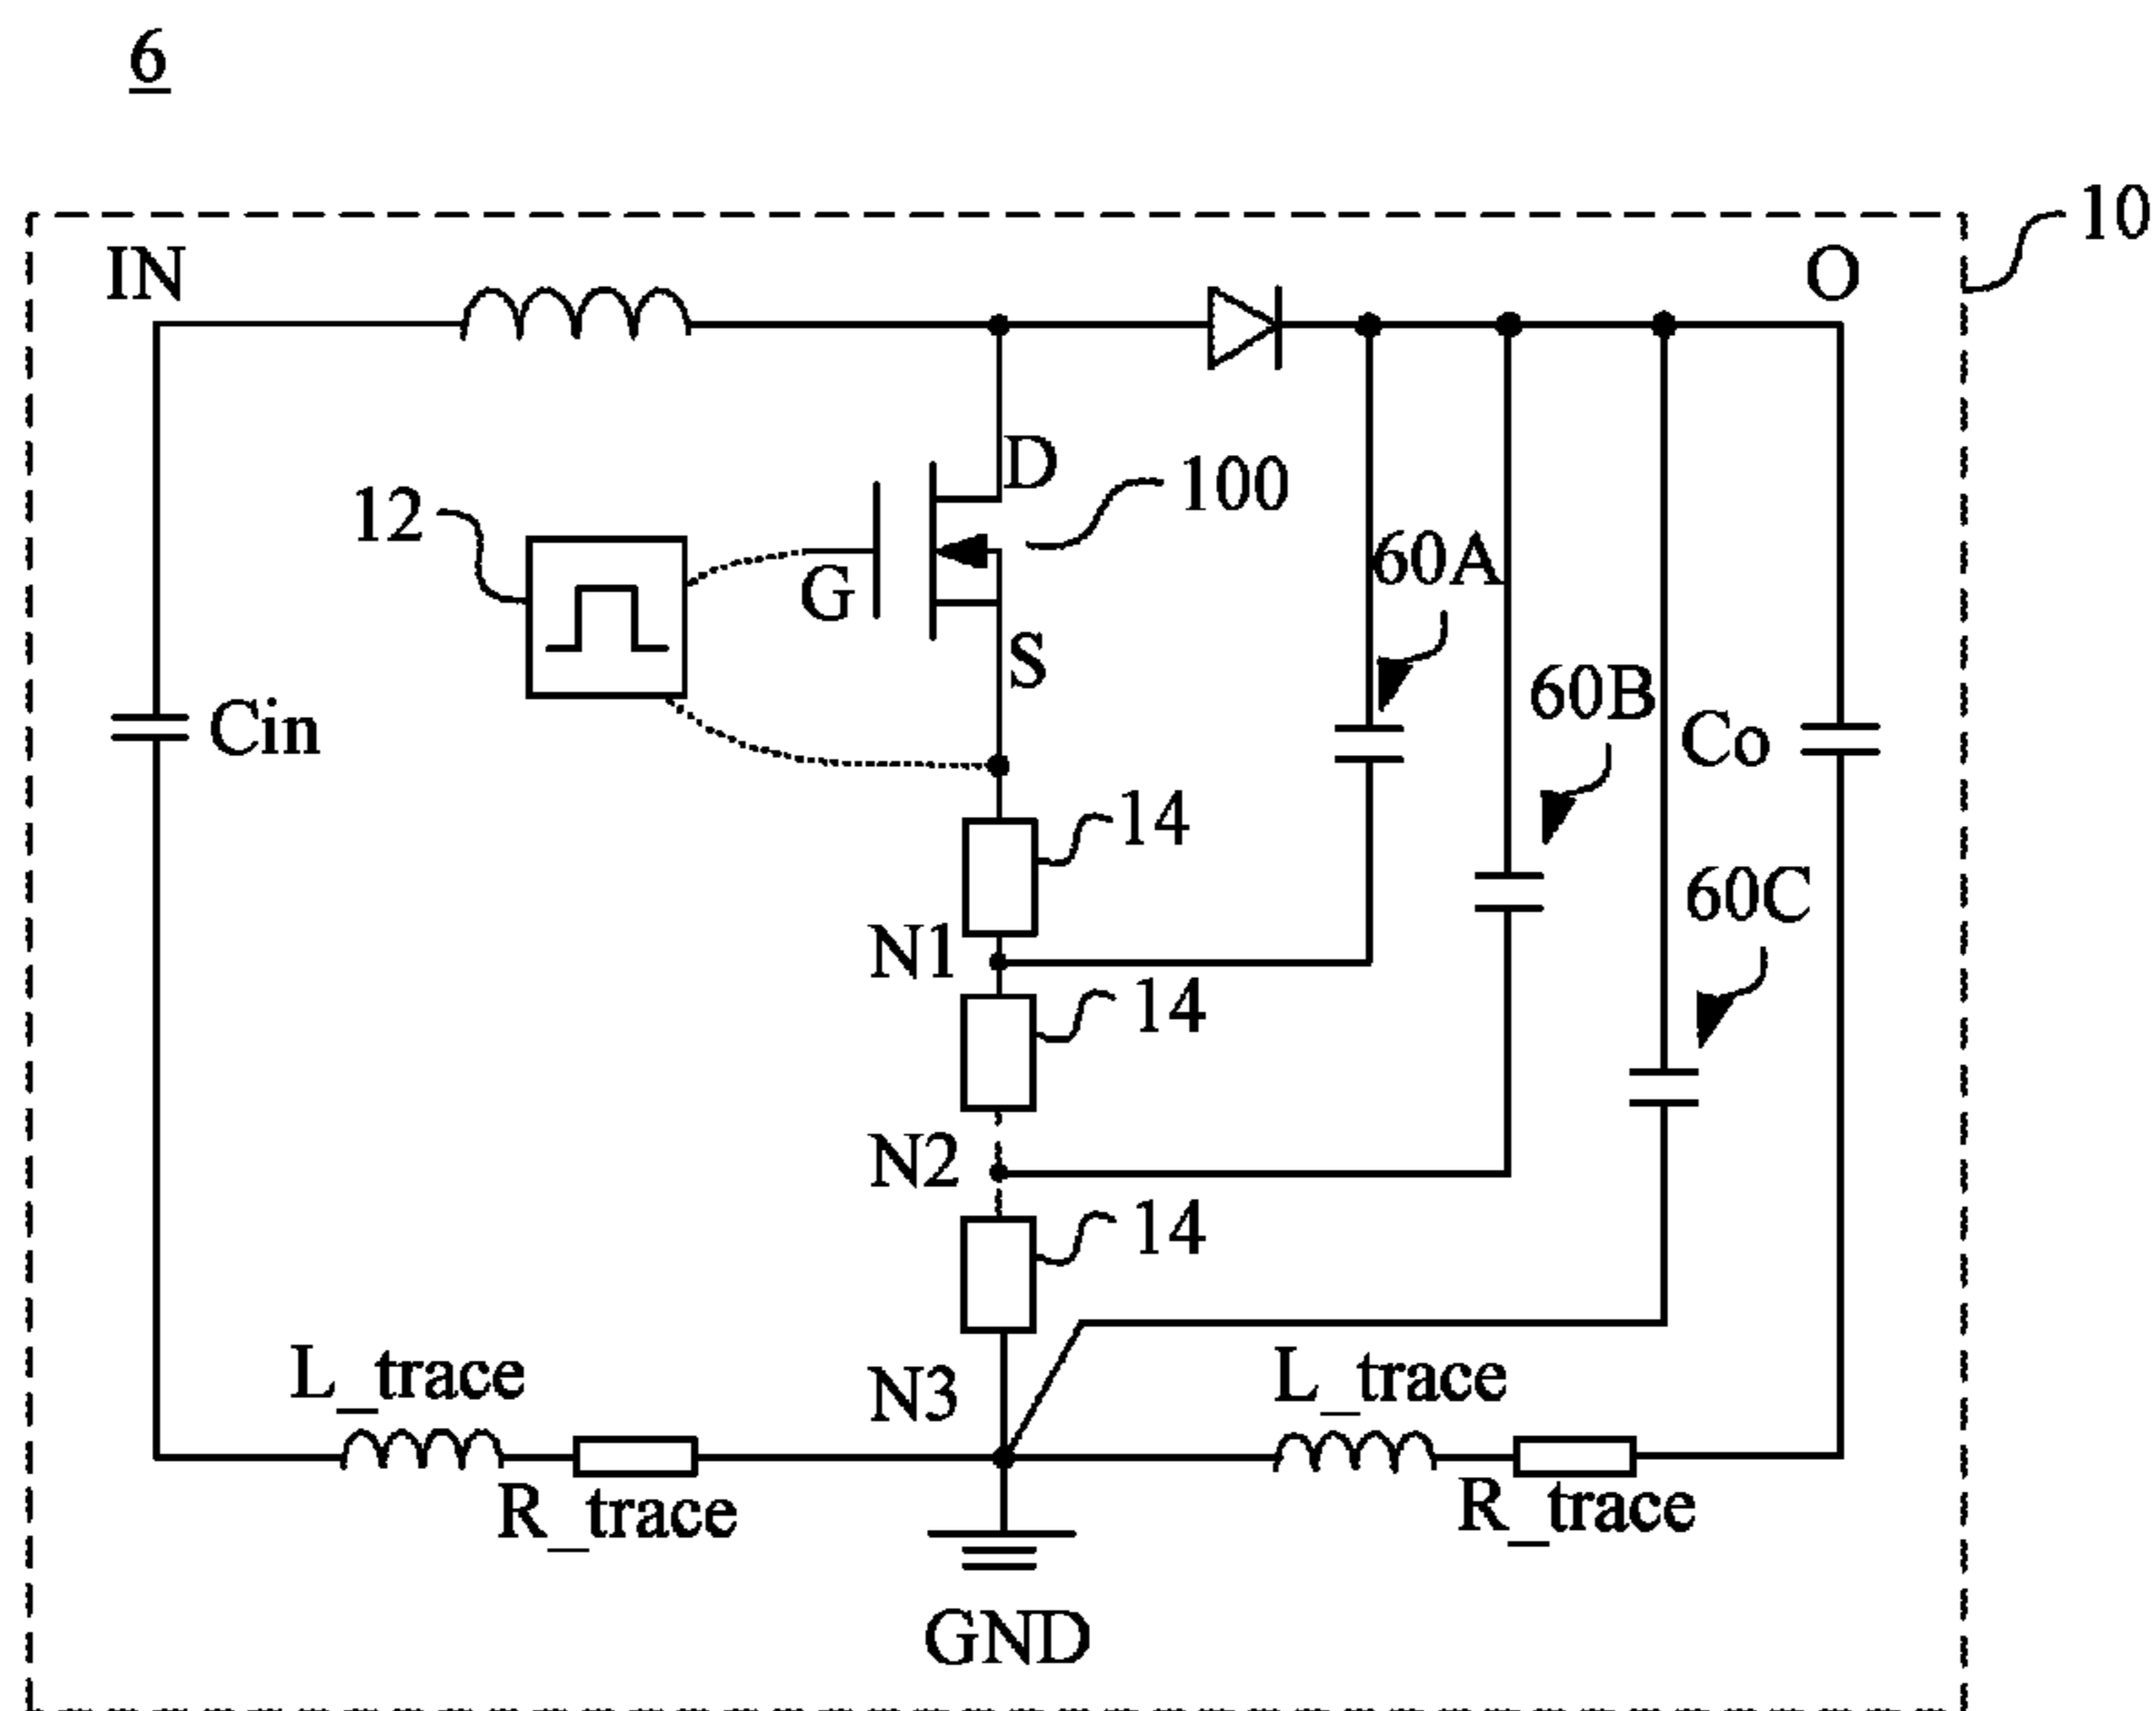 6
10
IN
O
D
100
12
G
60A
S
60B
Cin
Co
14
60C
N1
14
N2
14
L_trace
N3
L_trace
R_trace
R_trace
GND